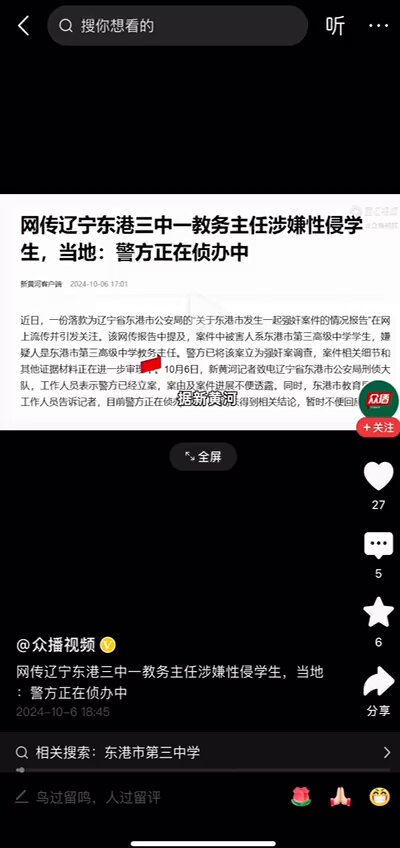 搜你想看的
听
网传辽宁东港三中一教务主任涉嫌性侵学
生，当地：警方正在侦办中
新黄河客户端 2024-10-06 17:01
近日，一份落款为辽宁省东港市公安局的“关于东港市发生一起强奸案件的情况报告”在网
上流传并引发关注。该网传报告中提及，案件中被害人系东港市第三高级中学学生，嫌
疑人是东港市第三高级中学教务主任。警方已将该案立为强奸案调查，案件相关细节和
其他证据材料正在进一步审理中。10月6日，新黄河记者致电辽宁省东港市公安局刑侦大
队，工作人员表示警方已经立案，案由及案件进展不便透露。同时，东港市教育局
工作人员告诉记者，目前警方正在侦办
得到相关结论，暂时不便回应
据新黄河
众播
+关注
全屏
27
5
6
分享
@众播视频
网传辽宁东港三中一教务主任涉嫌性侵学生，当地
：警方正在侦办中
2024-10-6 18:45
相关搜索：东港市第三中学
鸟过留鸣，人过留评